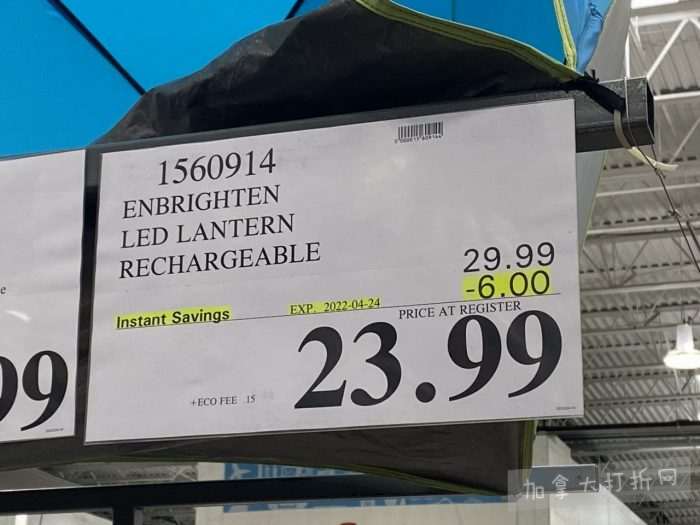 1560914
ENBRIGHTEN
LED LANTERN
RECHARGEABLE
29.99
-6.00
Instant Savings
EXP. 2022-04-24
PRICE AT REGISTER
23.99
+ECO FEE .15
e
99
加拿大打折网